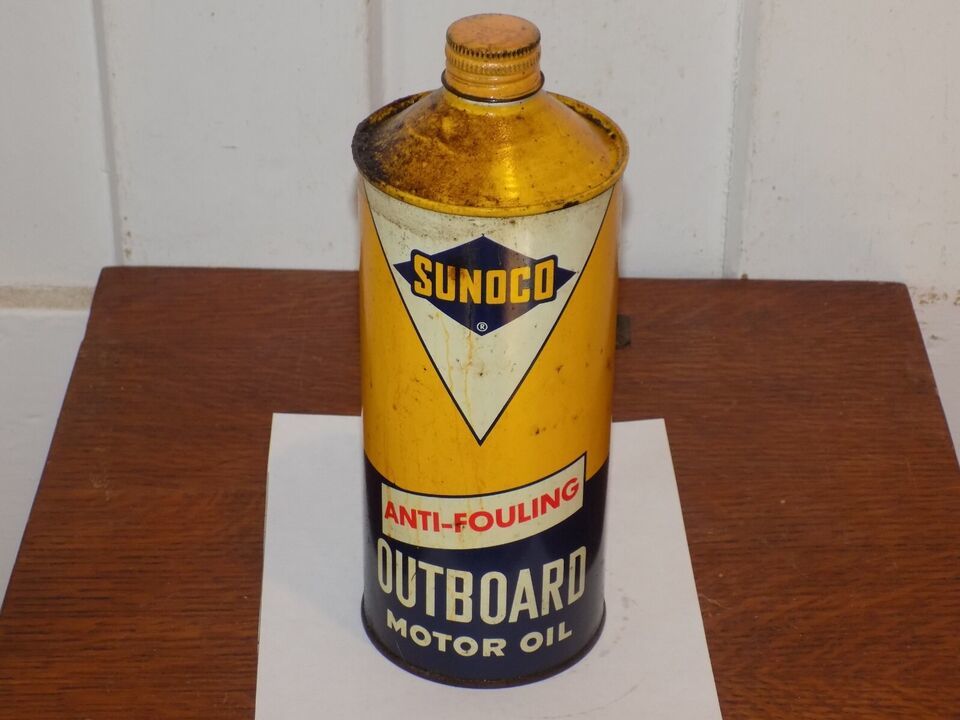 SUNOCO
®
ANTI-FOULING
OUTBOARD
MOTOR OIL